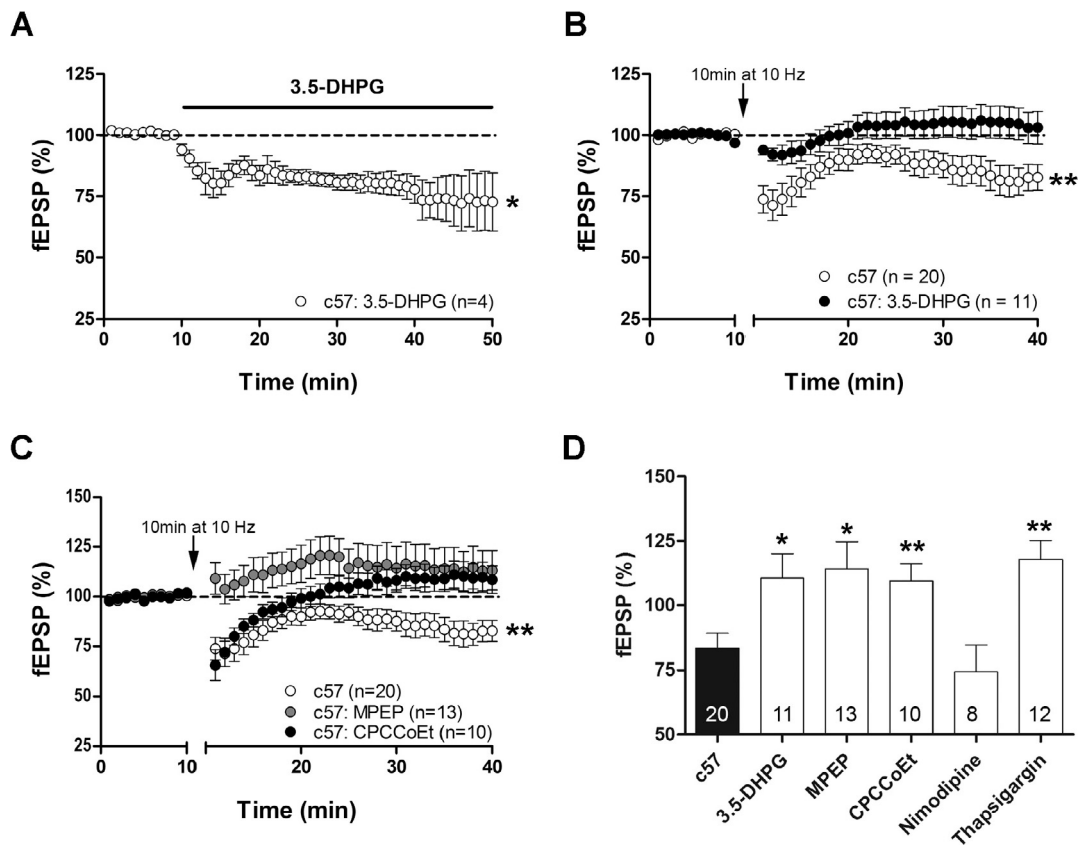 A
3.5-DHPG
125
100
75
50
25
fEPSP (%)
*
c57: 3.5-DHPG (n=4)
0 10 20 30 40 50
Time (min)
B
10min at 10 Hz
125
100
75
50
25
fEPSP (%)
**
c57 (n = 20)
c57: 3.5-DHPG (n = 11)
0 10 20 30 40
Time (min)
C
10min at 10 Hz
150
125
100
75
50
25
fEPSP (%)
**
c57 (n=20)
c57: MPEP (n=13)
c57: CPCCoEt (n=10)
0 10 20 30 40
Time (min)
D
150
125
100
75
50
fEPSP (%)
* * ** **
20 11 13 10 8 12
c57
3.5-DHPG
MPEP
CPCCoEt
Nimodipine
Thapsigargin